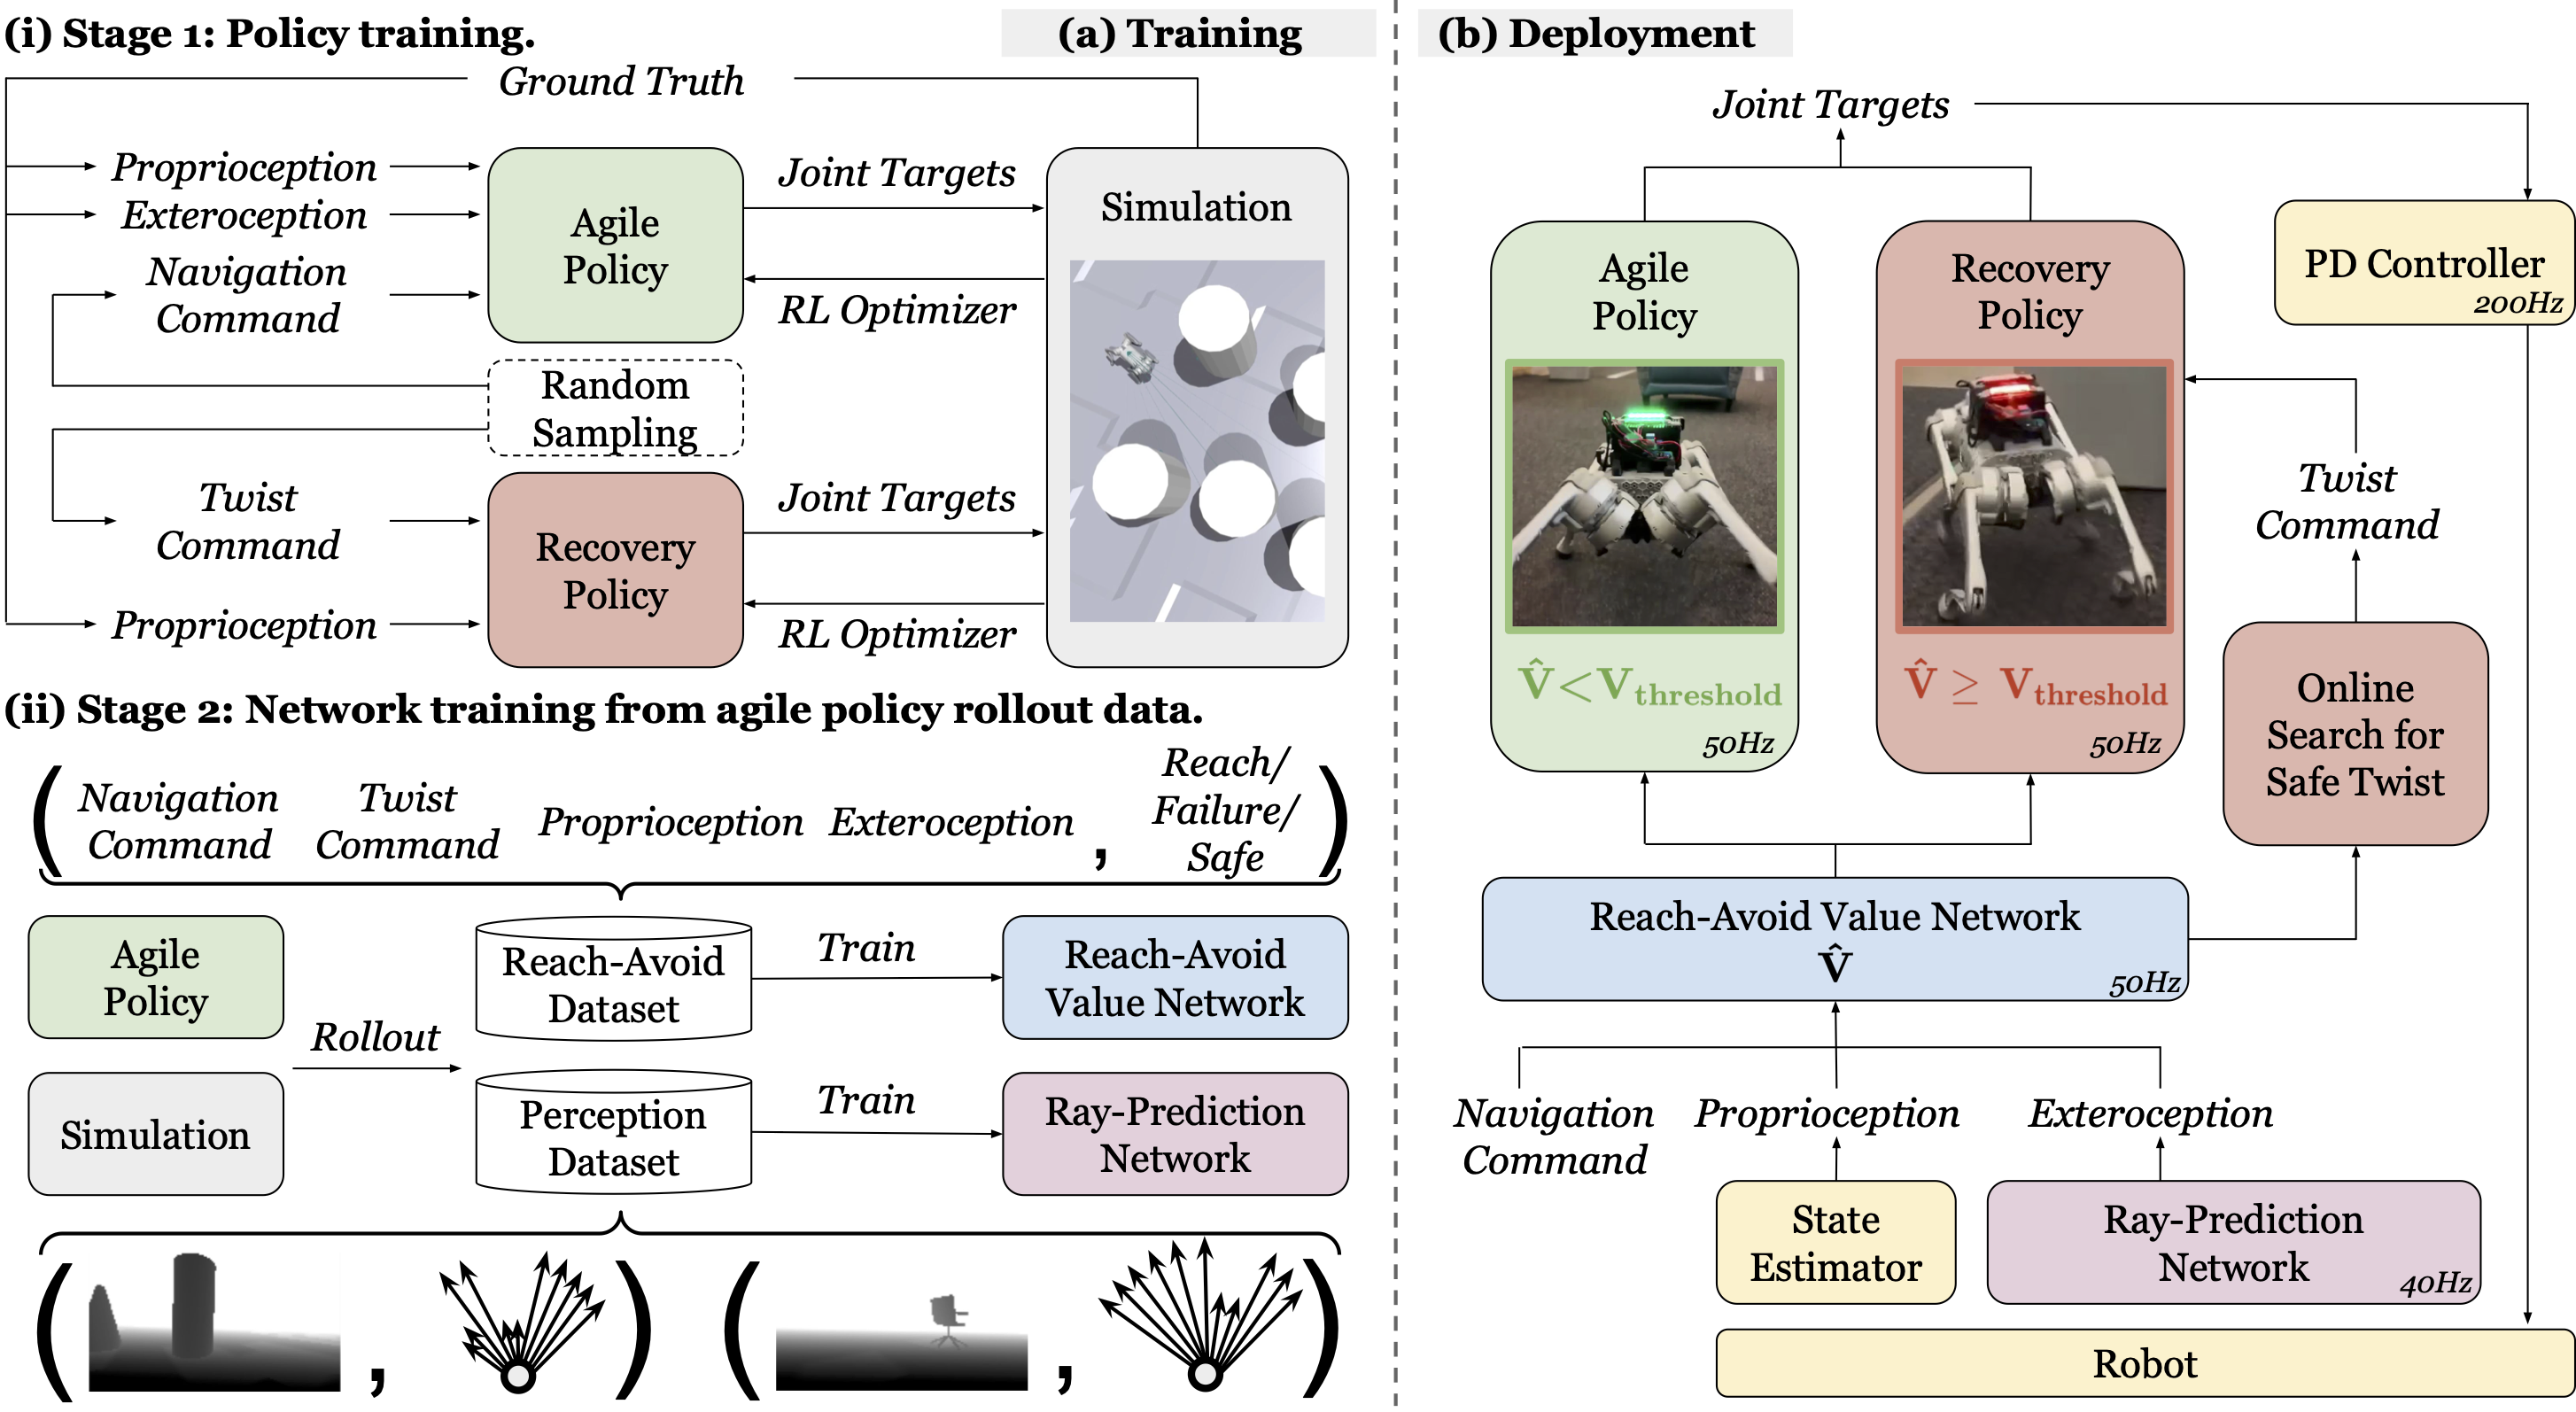 (i) Stage 1: Policy training.
(a) Training
Ground Truth
Proprioception
Exteroception
Navigation
Command
Agile
Policy
Joint Targets
RL Optimizer
Simulation
Random
Sampling
Twist
Command
Proprioception
Recovery
Policy
Joint Targets
RL Optimizer
(ii) Stage 2: Network training from agile policy rollout data.
(
Navigation
Command
Twist
Command
Proprioception
Exteroception
,
Reach/
Failure/
Safe
)
Agile
Policy
Simulation
Rollout
Reach-Avoid
Dataset
Train
Reach-Avoid
Value Network
Perception
Dataset
Train
Ray-Prediction
Network
( , ) ( , )
(b) Deployment
Joint Targets
Agile
Policy
V̂<V_threshold
50Hz
Recovery
Policy
V̂ ≥ V_threshold
50Hz
PD Controller
200Hz
Twist
Command
Online
Search for
Safe Twist
Reach-Avoid Value Network
V̂
50Hz
Navigation
Command
Proprioception
Exteroception
State
Estimator
Ray-Prediction
Network
40Hz
Robot